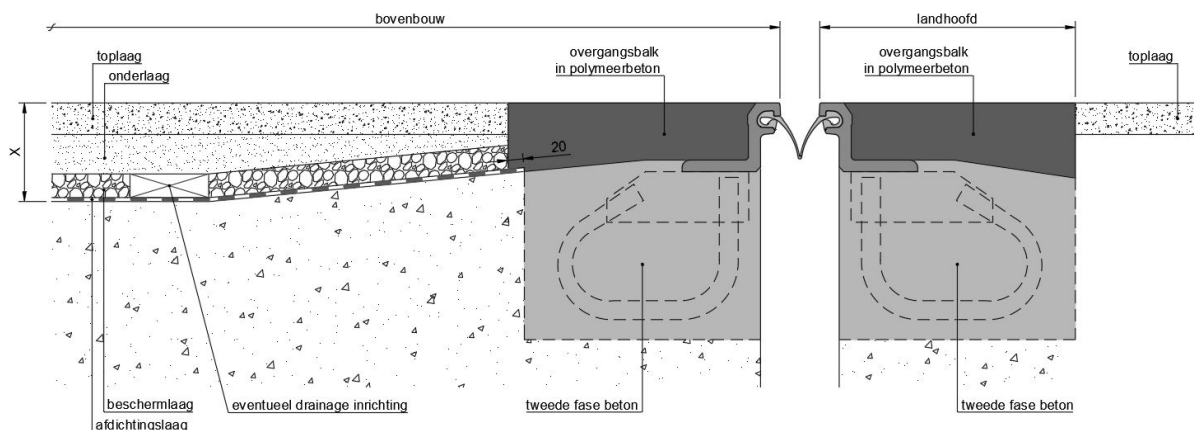 bovenbouw
landhoofd
toplaag
onderlaag
overgangsbalk
in polymeerbeton
overgangsbalk
in polymeerbeton
toplaag
X
20
beschermlaag
eventueel drainage inrichting
tweede fase beton
tweede fase beton
afdichtingslaag